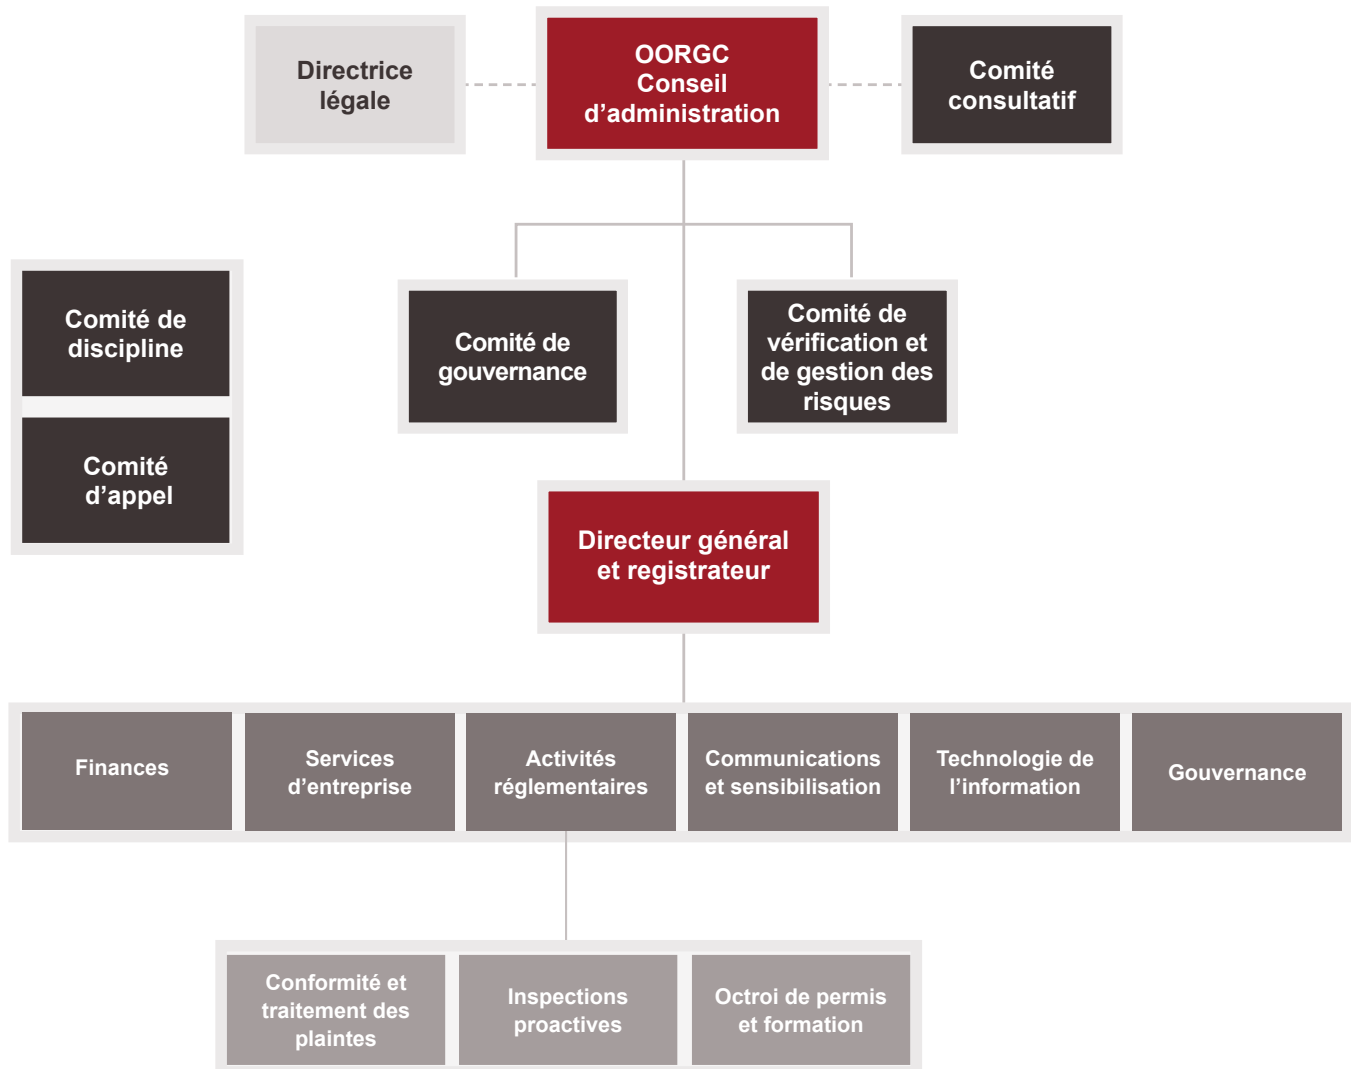 Directrice
légale
OORGC
Conseil
d’administration
Comité
consultatif
Comité de
discipline
Comité
d’appel
Comité de
gouvernance
Comité de
vérification et
de gestion des
risques
Directeur général
et registrateur
Finances
Services
d’entreprise
Activités
réglementaires
Communications
et sensibilisation
Technologie de
l’information
Gouvernance
Conformité et
traitement des
plaintes
Inspections
proactives
Octroi de permis
et formation